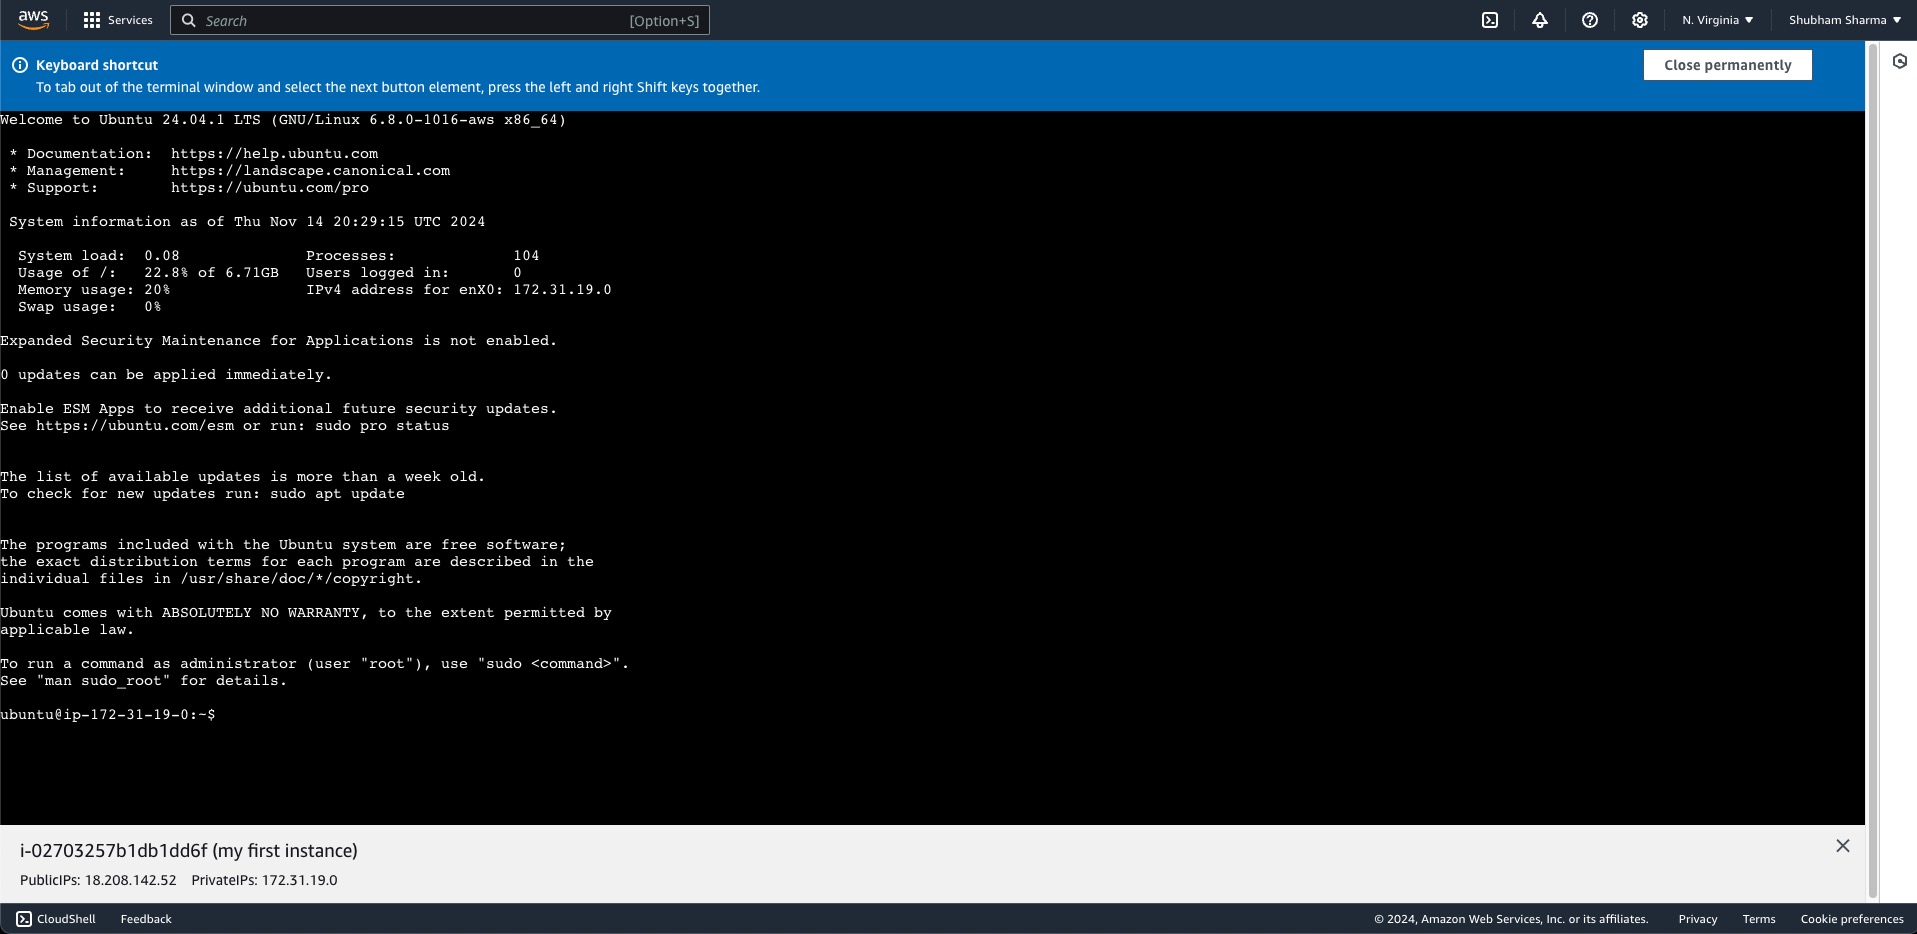 aws Services Search [Option+S] N. Virginia Shubham Sharma
Keyboard shortcut
To tab out of the terminal window and select the next button element, press the left and right Shift keys together.
Close permanently
Welcome to Ubuntu 24.04.1 LTS (GNU/Linux 6.8.0-1016-aws x86_64)
* Documentation:  https://help.ubuntu.com
* Management:     https://landscape.canonical.com
* Support:        https://ubuntu.com/pro
System information as of Thu Nov 14 20:29:15 UTC 2024
System load:  0.08              Processes:             104
Usage of /:   22.8% of 6.71GB   Users logged in:       0
Memory usage: 20%               IPv4 address for enX0: 172.31.19.0
Swap usage:   0%
Expanded Security Maintenance for Applications is not enabled.
0 updates can be applied immediately.
Enable ESM Apps to receive additional future security updates.
See https://ubuntu.com/esm or run: sudo pro status
The list of available updates is more than a week old.
To check for new updates run: sudo apt update
The programs included with the Ubuntu system are free software;
the exact distribution terms for each program are described in the
individual files in /usr/share/doc/*/copyright.
Ubuntu comes with ABSOLUTELY NO WARRANTY, to the extent permitted by
applicable law.
To run a command as administrator (user "root"), use "sudo <command>".
See "man sudo_root" for details.
ubuntu@ip-172-31-19-0:~$
i-02703257b1db1dd6f (my first instance)
PublicIPs: 18.208.142.52 PrivateIPs: 172.31.19.0
CloudShell Feedback © 2024, Amazon Web Services, Inc. or its affiliates. Privacy Terms Cookie preferences